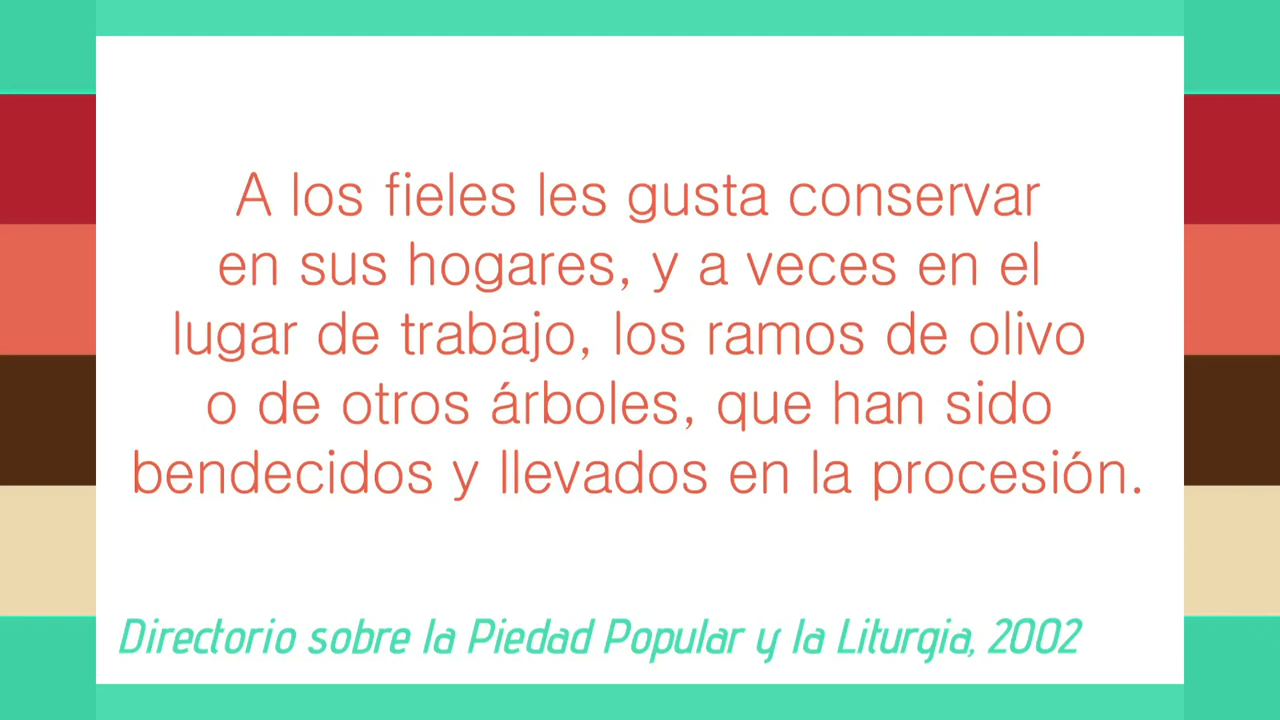 A los fieles les gusta conservar
en sus hogares, y a veces en el
lugar de trabajo, los ramos de olivo
o de otros árboles, que han sido
bendecidos y llevados en la procesión.
Directorio sobre la Piedad Popular y la Liturgia, 2002